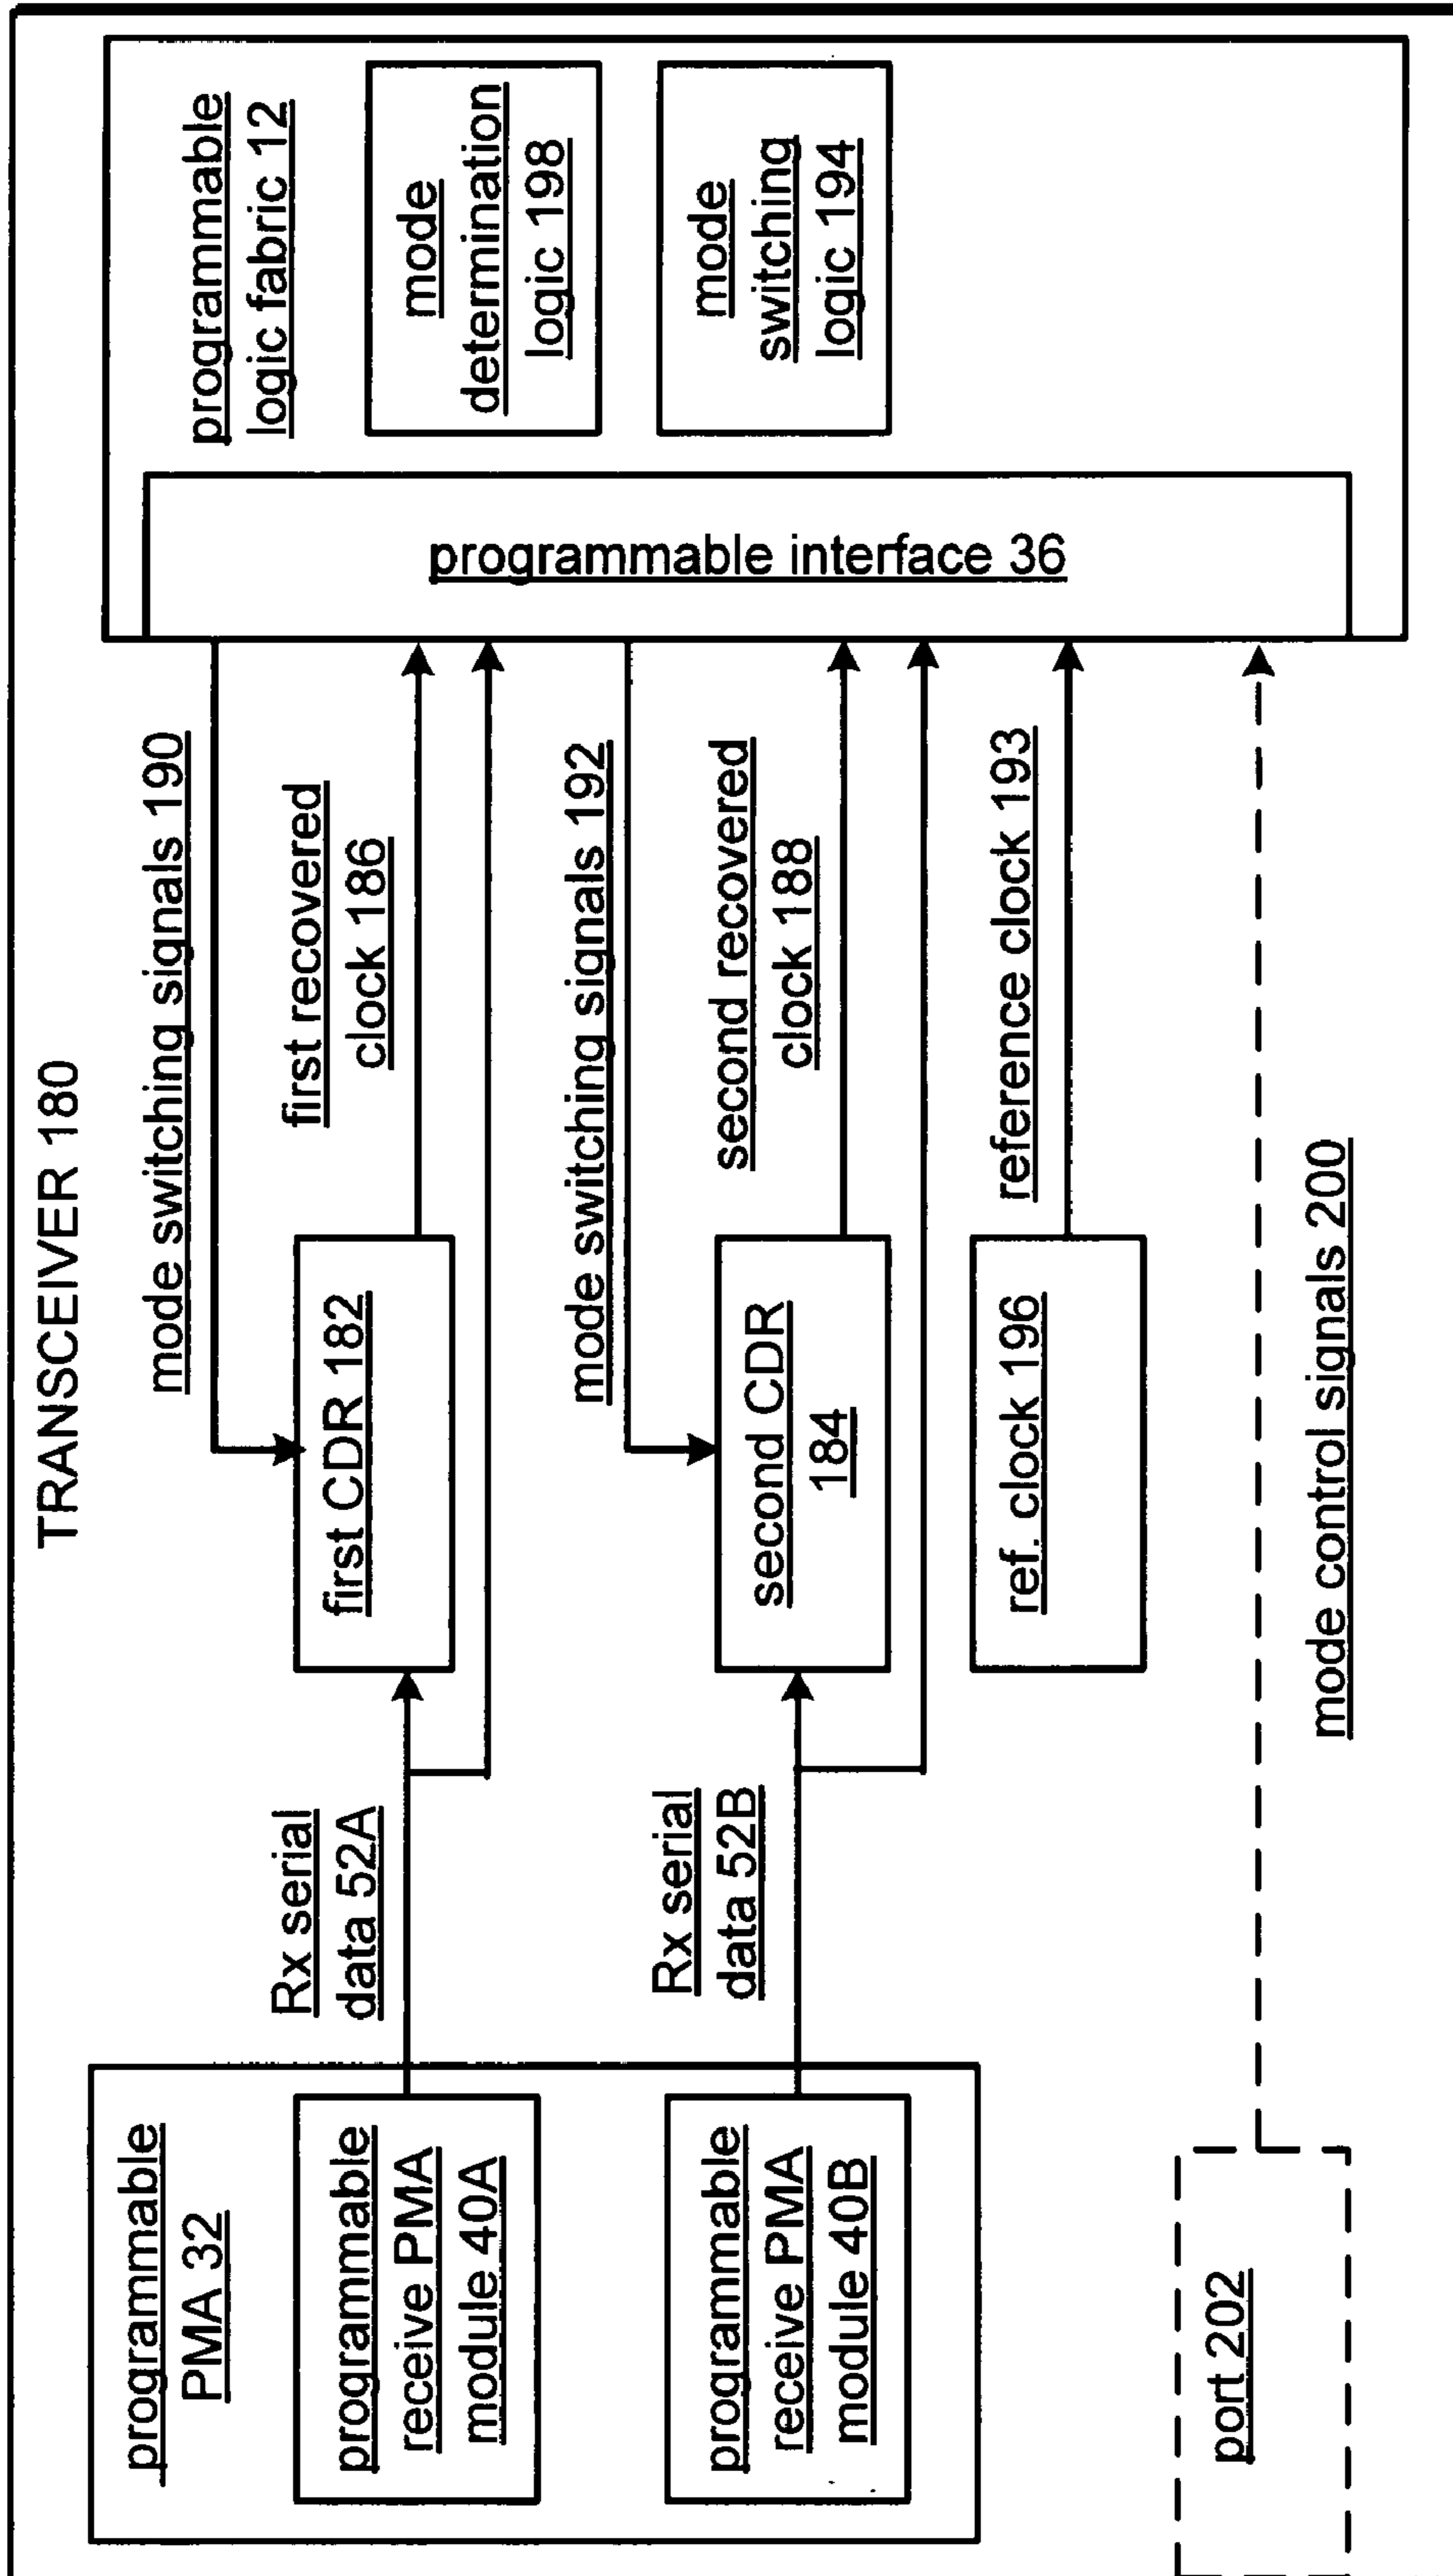 TRANSCEIVER 180
programmable
PMA 32
programmable
receive PMA
module 40A
programmable
receive PMA
module 40B
port 202
Rx serial
data 52A
Rx serial
data 52B
first CDR 182
second CDR
184
ref. clock 196
mode switching signals 190
first recovered
clock 186
mode switching signals 192
second recovered
clock 188
reference clock 193
mode control signals 200
programmable interface 36
programmable
logic fabric 12
mode
determination
logic 198
mode
switching
logic 194